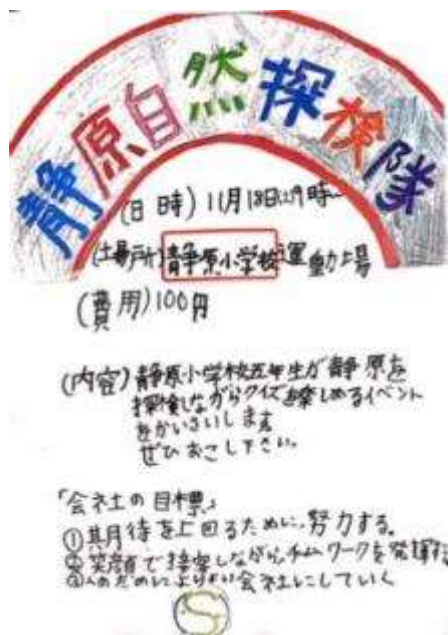 静原自然探検隊
(日時)11月18日(土)9時~
(場所)静原小学校運動場
(費用)100円
(内容)静原小学校五年生が静原を
探検しながらクイズを楽しめるイベント
をかいさいします
ぜひおこし下さい。
「会社の目標」
①期待を上回るために、努力する。
②笑顔で接客しながらチームワークを発揮
③人のためによりよい会社にしていく
S